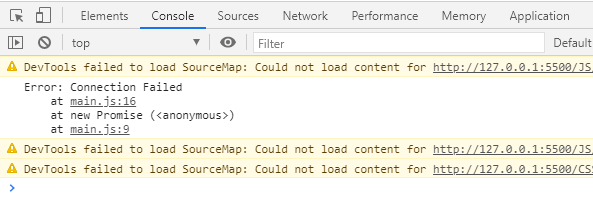 Elements Console Sources Network Performance Memory Application
top Filter Default
DevTools failed to load SourceMap: Could not load content for http://127.0.0.1:5500/JS/
Error: Connection Failed
at main.js:16
at new Promise (<anonymous>)
at main.js:9
DevTools failed to load SourceMap: Could not load content for http://127.0.0.1:5500/JS/
DevTools failed to load SourceMap: Could not load content for http://127.0.0.1:5500/CSS